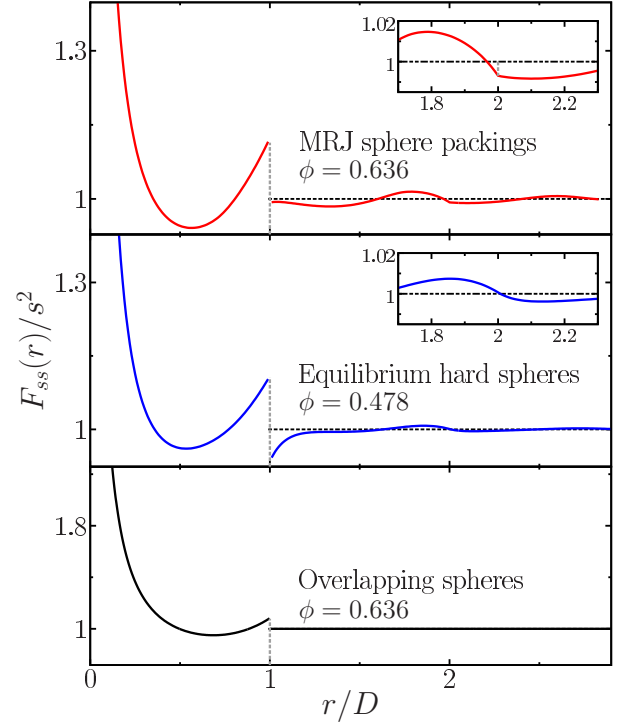 1.3
1
1.02
1
1.8
2
2.2
MRJ sphere packings
ϕ = 0.636
1.3
1
1.02
1
1.8
2
2.2
Equilibrium hard spheres
ϕ = 0.478
F_{ss}(r)/s^2
1.8
1
Overlapping spheres
ϕ = 0.636
0
1
2
r/D